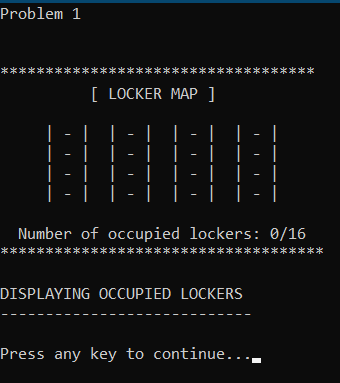 Problem 1
***********************************
[ LOCKER MAP ]
| - |  | - |  | - |  | - |
| - |  | - |  | - |  | - |
| - |  | - |  | - |  | - |
| - |  | - |  | - |  | - |
Number of occupied lockers: 0/16
************************************
DISPLAYING OCCUPIED LOCKERS
----------------------------
Press any key to continue...